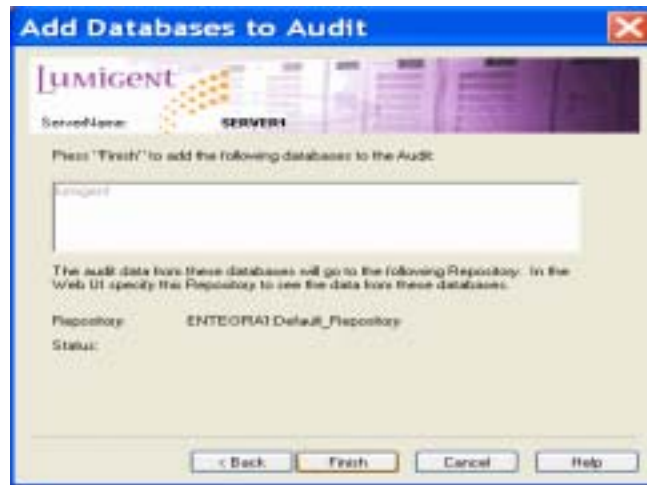 Add Databases to Audit
Lumigent
ServerName: SERVER1
Press "Finish" to add the following databases to the Audit:
lumigent
The audit data from these databases will go to the following Repository. In the
Web UI specify this Repository to see the data from these databases.
Repository: ENTEGRA1:Default_Repository
Status:
< Back
Finish
Cancel
Help